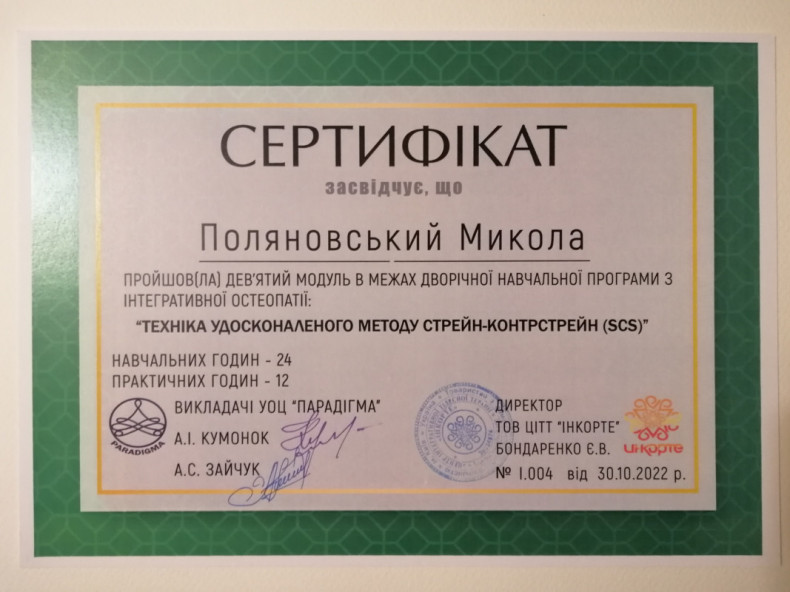 СЕРТИФІКАТ
засвідчує, що
Поляновський Микола
ПРОЙШОВ(ЛА) ДЕВ'ЯТИЙ МОДУЛЬ В МЕЖАХ ДВОРІЧНОЇ НАВЧАЛЬНОЇ ПРОГРАМИ З
ІНТЕГРАТИВНОЇ ОСТЕОПАТІЇ:
“ТЕХНІКА УДОСКОНАЛЕНОГО МЕТОДУ СТРЕЙН-КОНТРСТРЕЙН (SCS)”
НАВЧАЛЬНИХ ГОДИН - 24
ПРАКТИЧНИХ ГОДИН - 12
PARADIGMA
ВИКЛАДАЧІ УОЦ “ПАРАДІГМА”
А.І. КУМОНОК
А.С. ЗАЙЧУК
ДИРЕКТОР
ТОВ ЦІТТ “ІНКОРТЕ”
БОНДАРЕНКО Є.В.
інкорте
№ І.004 від 30.10.2022 р.